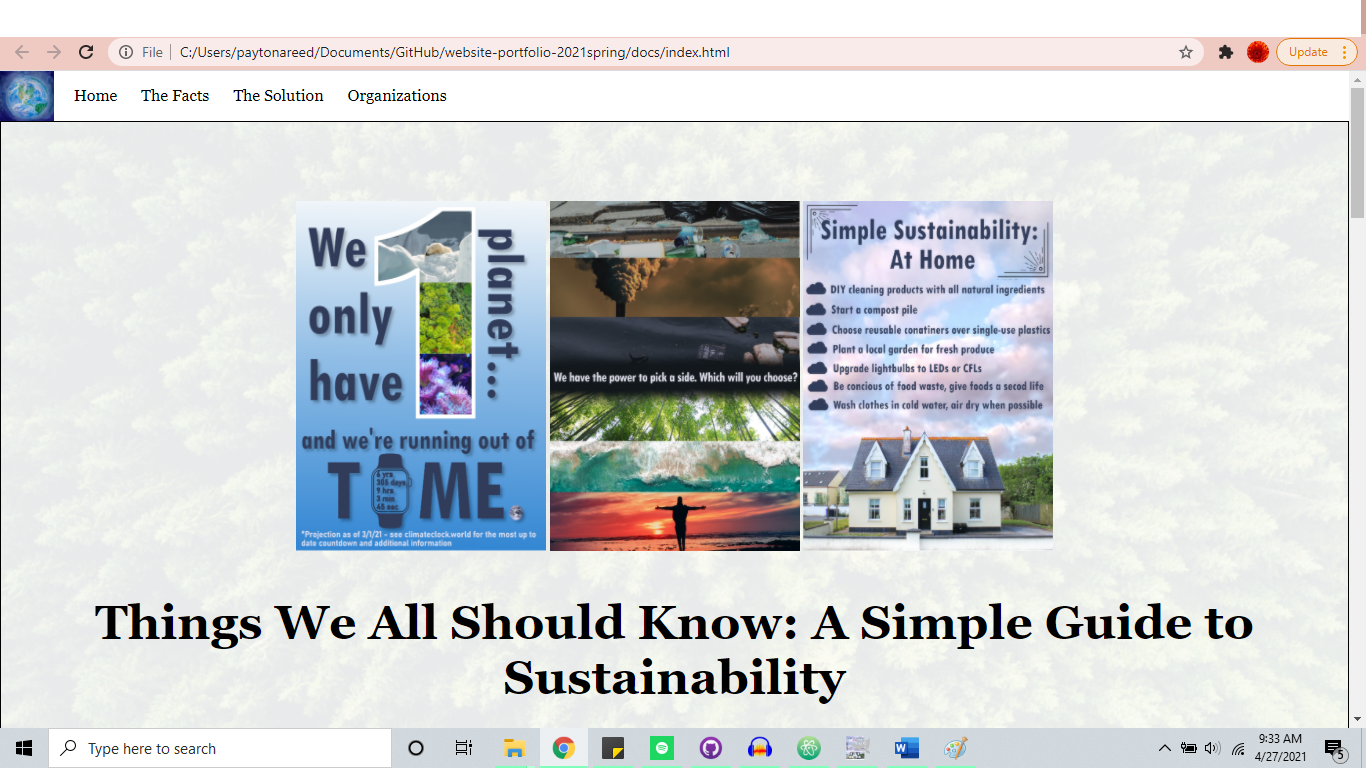 File
C:/Users/paytonareed/Documents/GitHub/website-portfolio-2021spring/docs/index.html
Update
Home The Facts The Solution Organizations
We
only
have
1
planet...
and we're running out of
T ME.
6 yrs.
305 days
9 hrs.
3 min.
45 sec
*Projection as of 3/1/21 - see climateclock.world for the most up to
date countdown and additional information
We have the power to pick a side. Which will you choose?
Simple Sustainability:
At Home
DIY cleaning products with all natural ingredients
Start a compost pile
Choose reusable conatiners over single-use plastics
Plant a local garden for fresh produce
Upgrade lightbulbs to LEDs or CFLs
Be concious of food waste, give foods a secod life
Wash clothes in cold water, air dry when possible
Things We All Should Know: A Simple Guide to
Sustainability
Type here to search
9:33 AM
4/27/2021
5